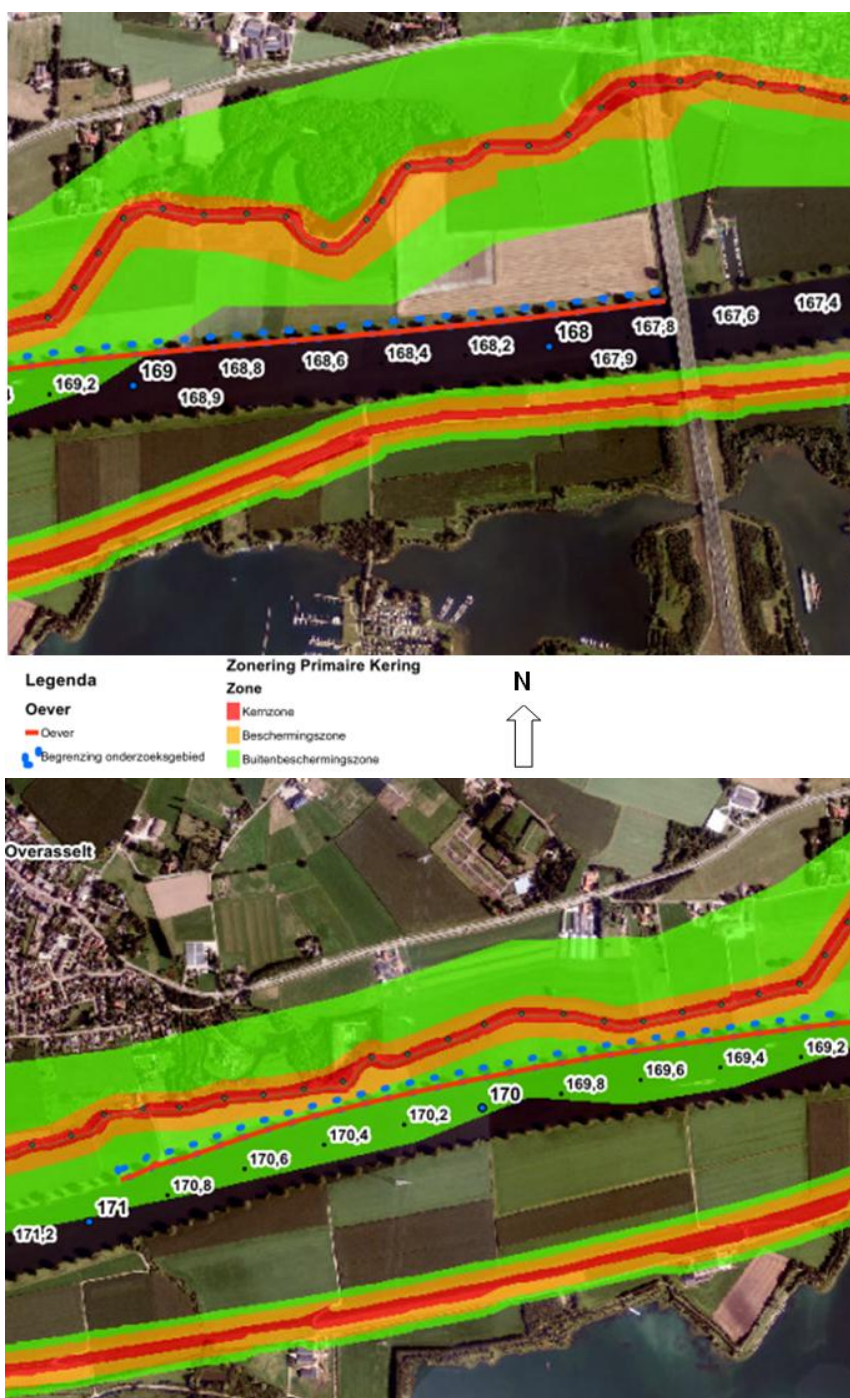 167,4
167,6
167,8
168
167,9
168,2
168,4
168,6
168,8
169
168,9
169,2
4
Legenda
Oever
Oever
Begrenzing onderzoeksgebied
Zonering Primaire Kering
Zone
Kernzone
Beschermingszone
Buitenbeschermingszone
N
Overasselt
169,2
169,4
169,6
169,8
170
170,2
170,4
170,6
170,8
171
171,2